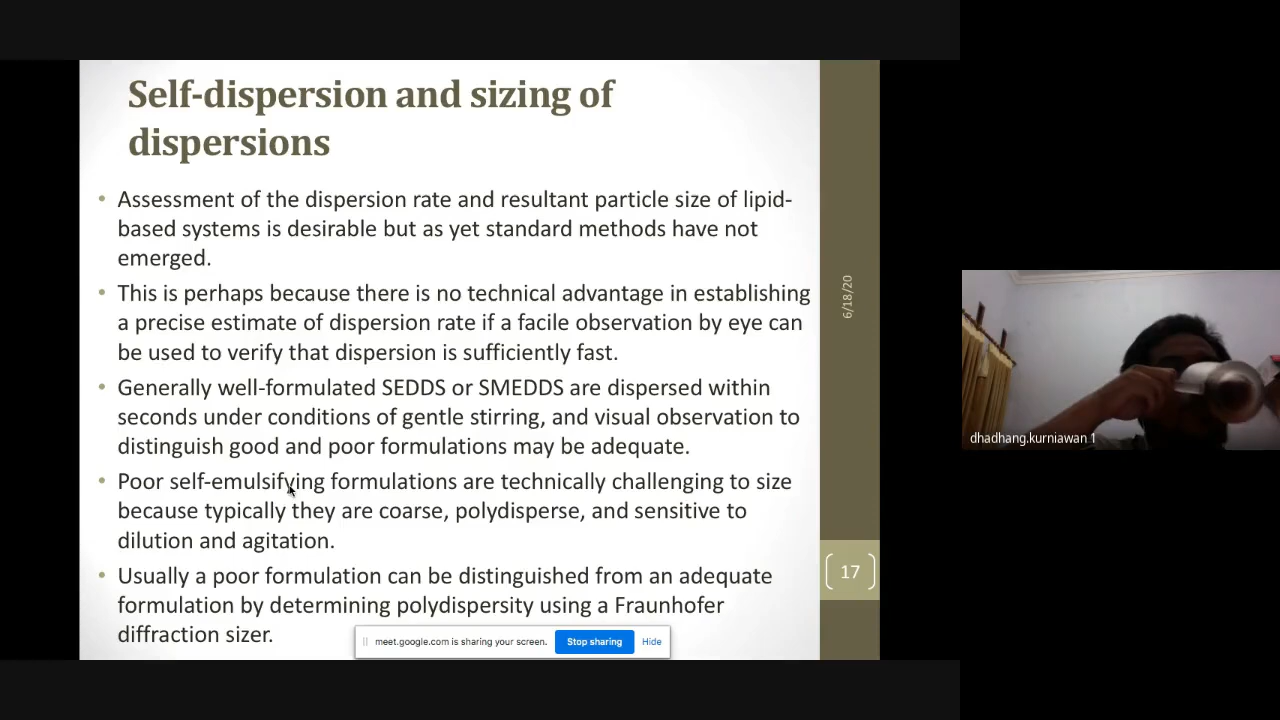 Self-dispersion and sizing of
dispersions
• Assessment of the dispersion rate and resultant particle size of lipid-
based systems is desirable but as yet standard methods have not
emerged.
• This is perhaps because there is no technical advantage in establishing
a precise estimate of dispersion rate if a facile observation by eye can
be used to verify that dispersion is sufficiently fast.
• Generally well-formulated SEDDS or SMEDDS are dispersed within
seconds under conditions of gentle stirring, and visual observation to
distinguish good and poor formulations may be adequate.
• Poor self-emulsifying formulations are technically challenging to size
because typically they are coarse, polydisperse, and sensitive to
dilution and agitation.
• Usually a poor formulation can be distinguished from an adequate
formulation by determining polydispersity using a Fraunhofer
diffraction sizer.
6/18/20
17
meet.google.com is sharing your screen. Stop sharing Hide
dhadhang.kurniawan 1